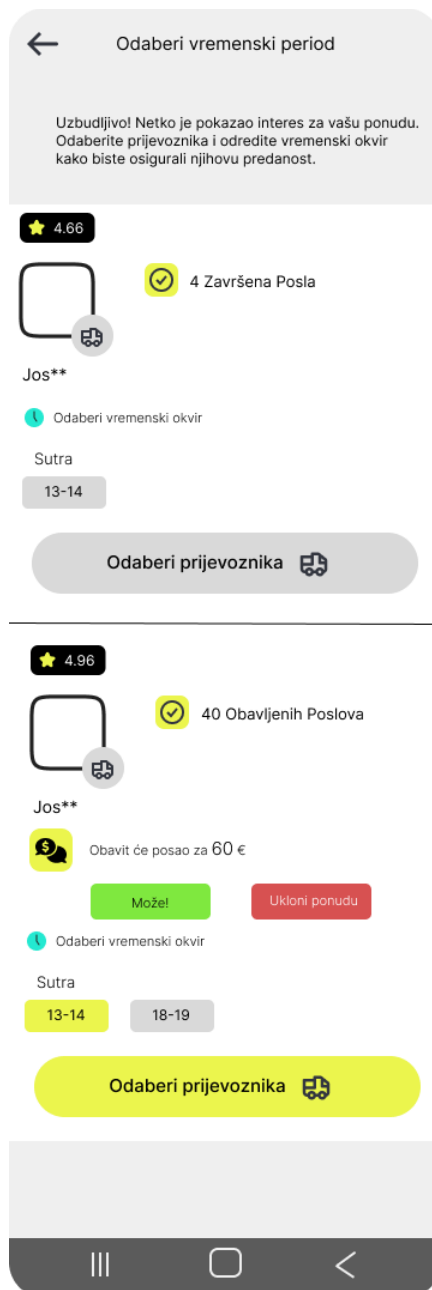 Odaberi vremenski period
Uzbudljivo! Netko je pokazao interes za vašu ponudu.
Odaberite prijevoznika i odredite vremenski okvir
kako biste osigurali njihovu predanost.
4.66
4 Završena Posla
Jos**
Odaberi vremenski okvir
Sutra
13-14
Odaberi prijevoznika
4.96
40 Obavljenih Poslova
Jos**
Obavit će posao za 60 €
Može!
Ukloni ponudu
Odaberi vremenski okvir
Sutra
13-14
18-19
Odaberi prijevoznika